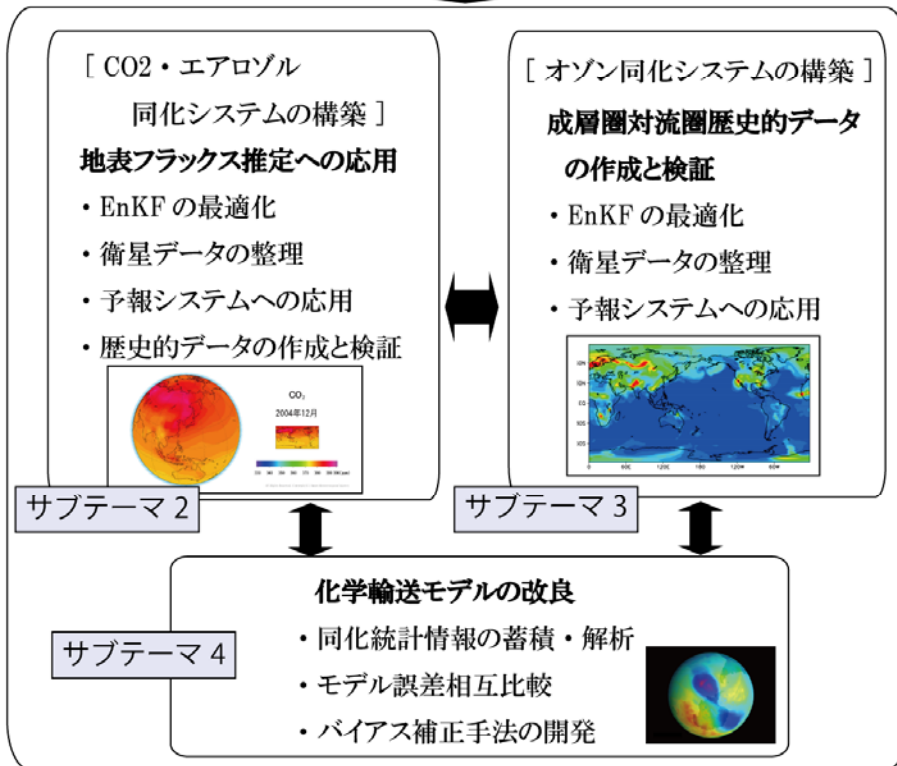 [ CO2・エアロゾル
同化システムの構築 ]
地表フラックス推定への応用
・EnKF の最適化
・衛星データの整理
・予報システムへの応用
・歴史的データの作成と検証
CO₂
2004年12月
サブテーマ 2
[ オゾン同化システムの構築 ]
成層圏対流圏歴史的データ
の作成と検証
・EnKF の最適化
・衛星データの整理
・予報システムへの応用
0 60E 120E 180 120W 60W
サブテーマ 3
化学輸送モデルの改良
・同化統計情報の蓄積・解析
・モデル誤差相互比較
・バイアス補正手法の開発
サブテーマ 4